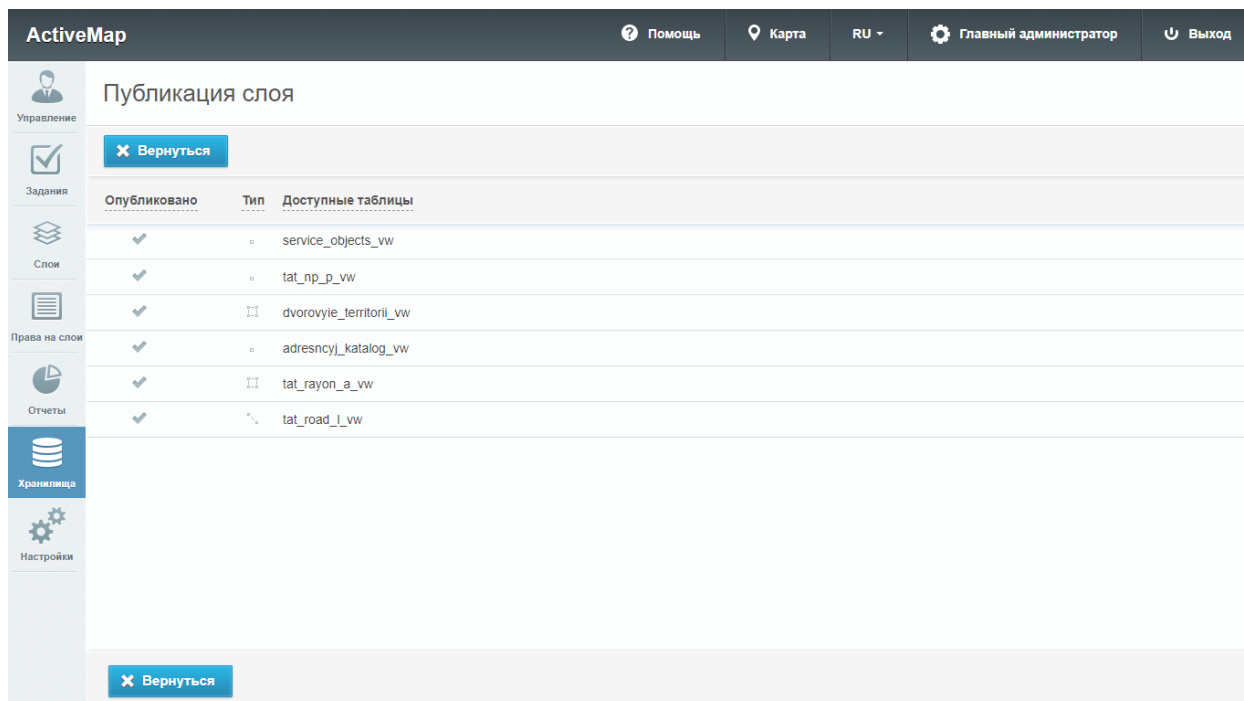 ActiveMap
Помощь
Карта
RU
Главный администратор
Выход
Управление
Задания
Слои
Права на слои
Отчеты
Хранилища
Настройки
Публикация слоя
Вернуться
Опубликовано Тип Доступные таблицы
service_objects_vw
tat_np_p_vw
dvorovyie_territorii_vw
adresncyj_katalog_vw
tat_rayon_a_vw
tat_road_l_vw
Вернуться